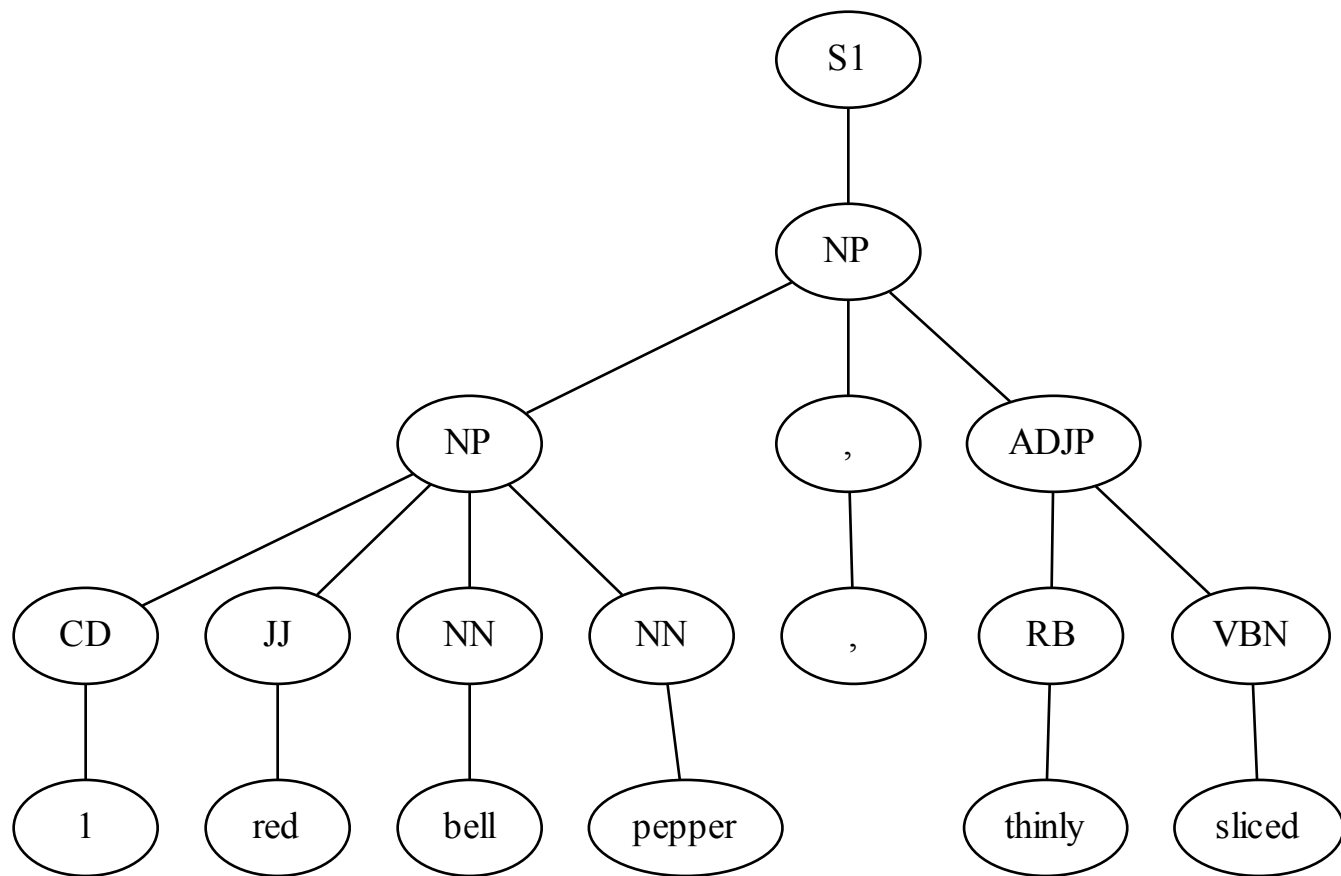 S1
NP
NP , ADJP
CD JJ NN NN , RB VBN
1 red bell pepper thinly sliced